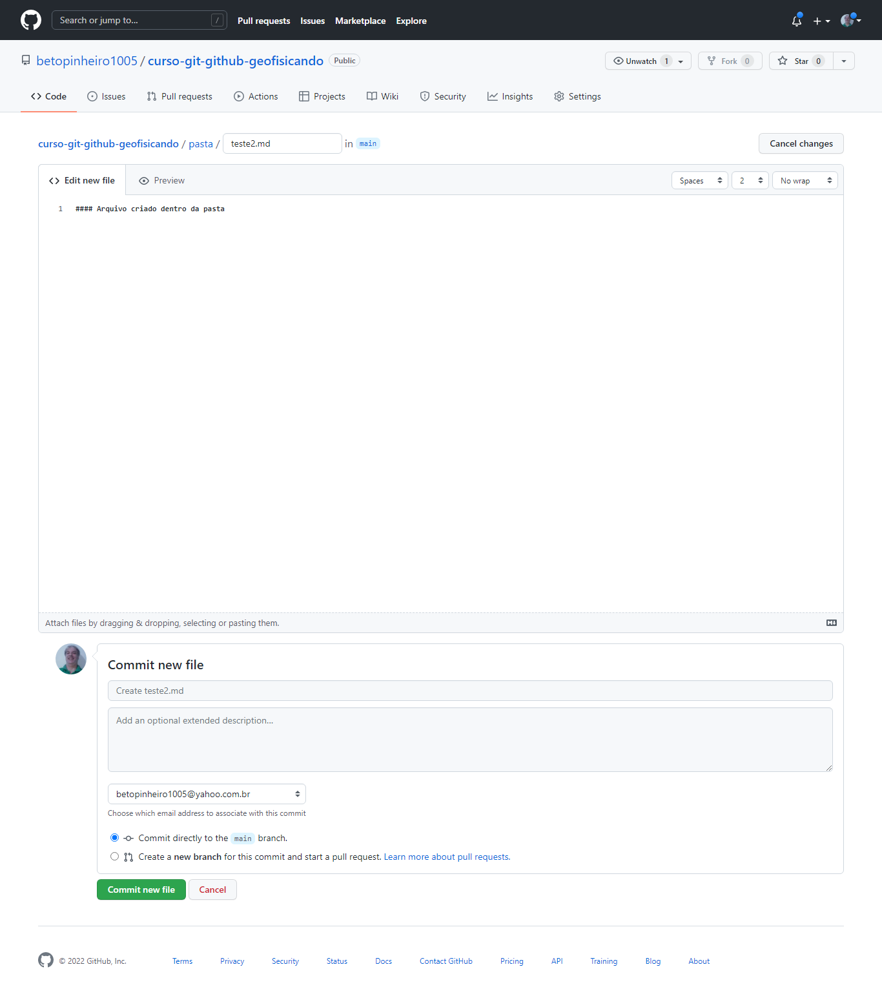 Search or jump to... /
Pull requests Issues Marketplace Explore
betopinheiro1005 / curso-git-github-geofisicando Public
Unwatch 1 Fork 0 Star 0
Code Issues Pull requests Actions Projects Wiki Security Insights Settings
curso-git-github-geofisicando / pasta / teste2.md in main Cancel changes
Edit new file Preview Spaces 2 No wrap
1 #### Arquivo criado dentro da pasta
Attach files by dragging & dropping, selecting or pasting them.
Commit new file
Create teste2.md
Add an optional extended description...
betopinheiro1005@yahoo.com.br
Choose which email address to associate with this commit
Commit directly to the main branch.
Create a new branch for this commit and start a pull request. Learn more about pull requests.
Commit new file Cancel
© 2022 GitHub, Inc. Terms Privacy Security Status Docs Contact GitHub Pricing API Training Blog About